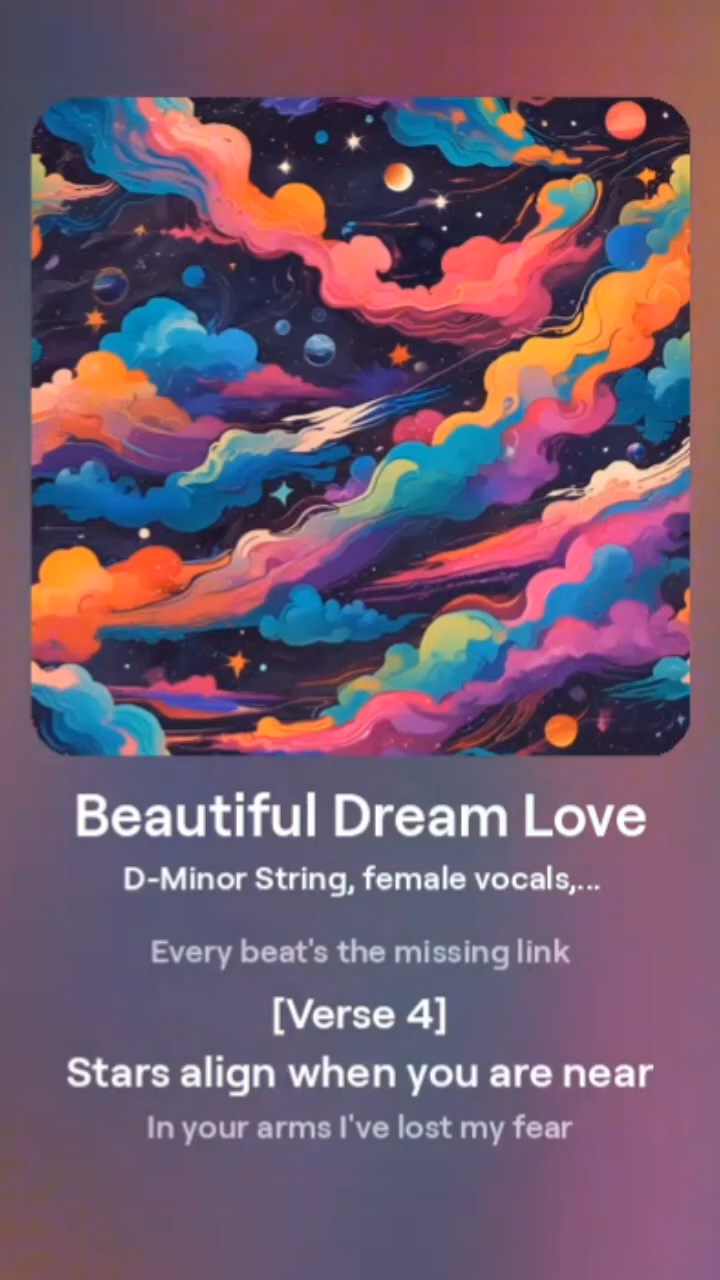 Beautiful Dream Love
D-Minor String, female vocals,...
Every beat's the missing link
[Verse 4]
Stars align when you are near
In your arms I've lost my fear